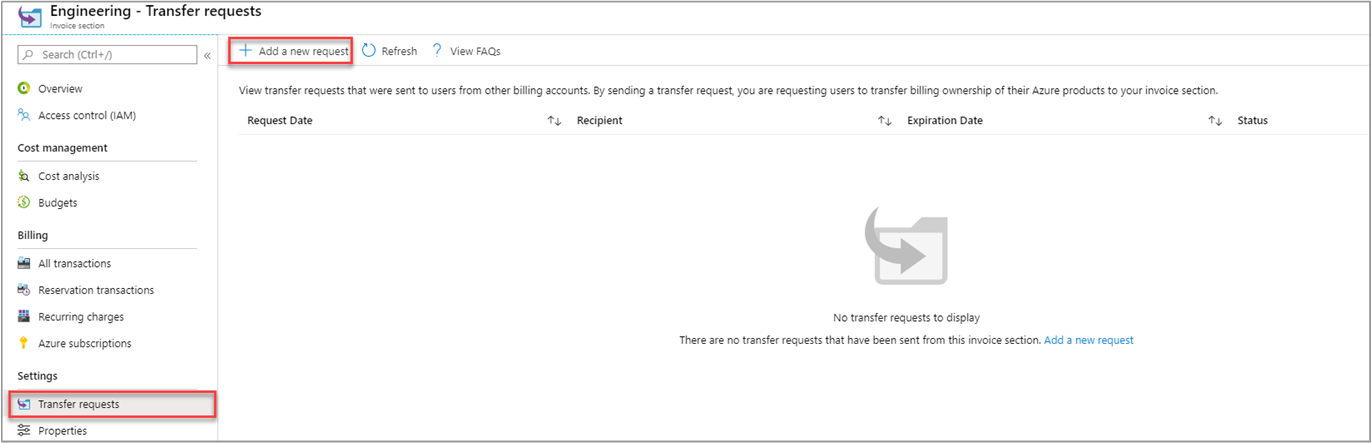 Engineering - Transfer requests
Invoice section
Search (Ctrl+/)
«
Overview
Access control (IAM)
Cost management
Cost analysis
Budgets
Billing
All transactions
Reservation transactions
Recurring charges
Azure subscriptions
Settings
Transfer requests
Properties
+ Add a new request Refresh ? View FAQs
View transfer requests that were sent to users from other billing accounts. By sending a transfer request, you are requesting users to transfer billing ownership of their Azure products to your invoice section.
Request Date ↑↓ Recipient ↑↓ Expiration Date ↑↓ Status
No transfer requests to display
There are no transfer requests that have been sent from this invoice section. Add a new request